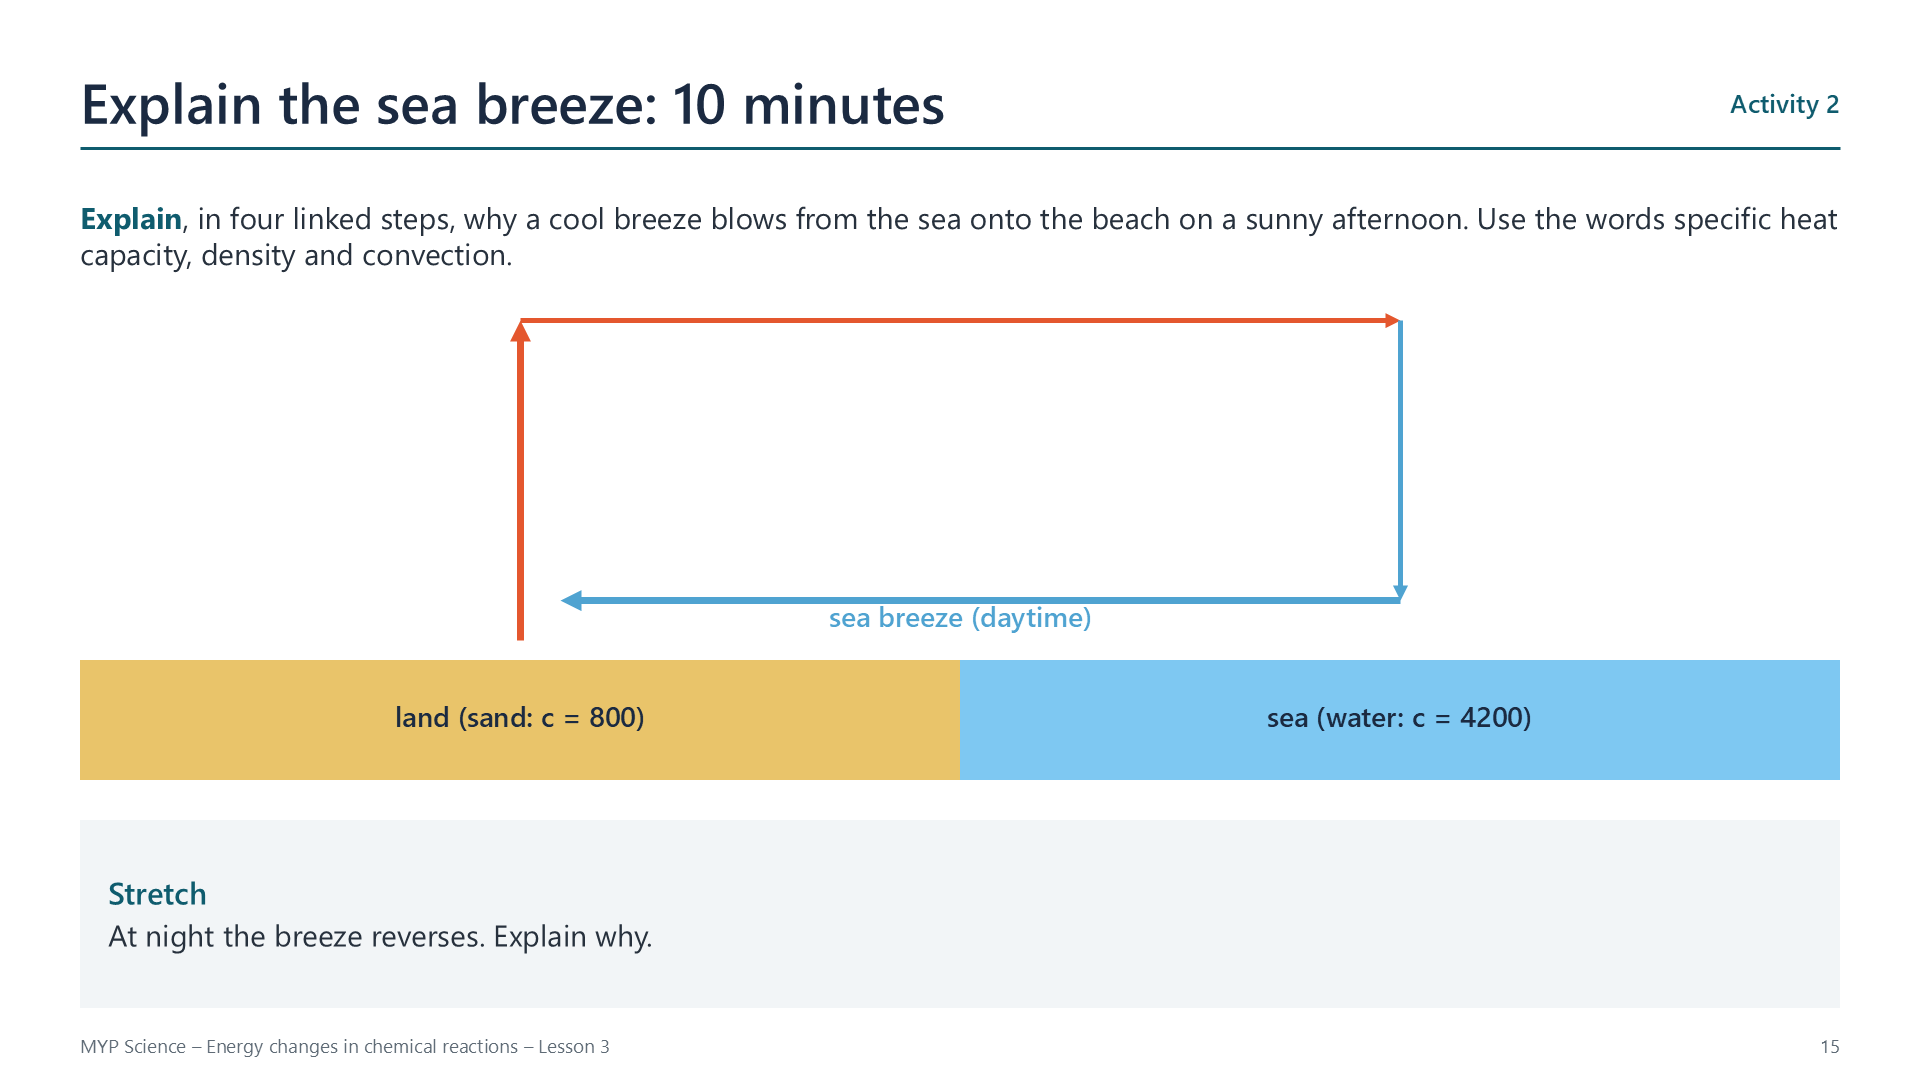 Explain the sea breeze: 10 minutes
Activity 2
Explain, in four linked steps, why a cool breeze blows from the sea onto the beach on a sunny afternoon. Use the words specific heat
capacity, density and convection.
sea breeze (daytime)
land (sand: c = 800)
sea (water: c = 4200)
Stretch
At night the breeze reverses. Explain why.
MYP Science – Energy changes in chemical reactions – Lesson 3
15